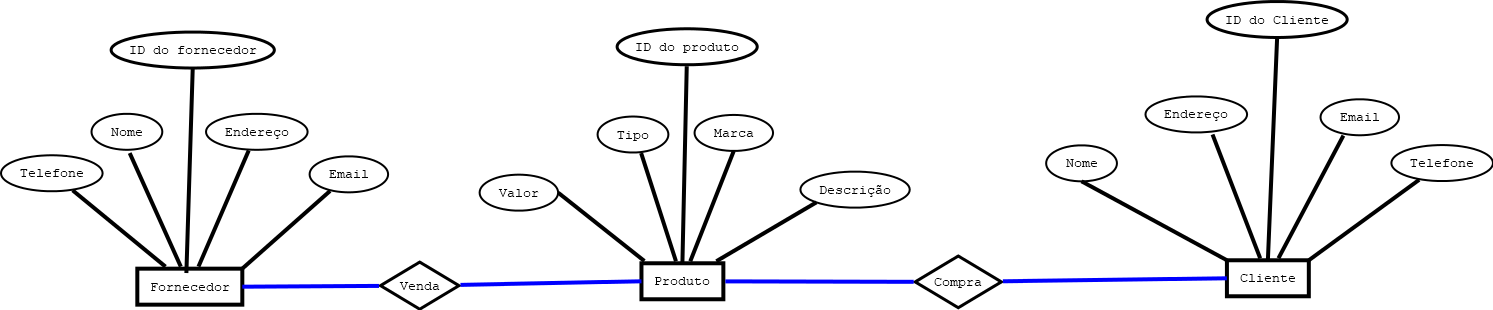 ID do fornecedor
Nome
Endereço
Telefone
Email
Fornecedor
Venda
ID do produto
Tipo
Marca
Valor
Descrição
Produto
Compra
ID do Cliente
Endereço
Email
Nome
Telefone
Cliente